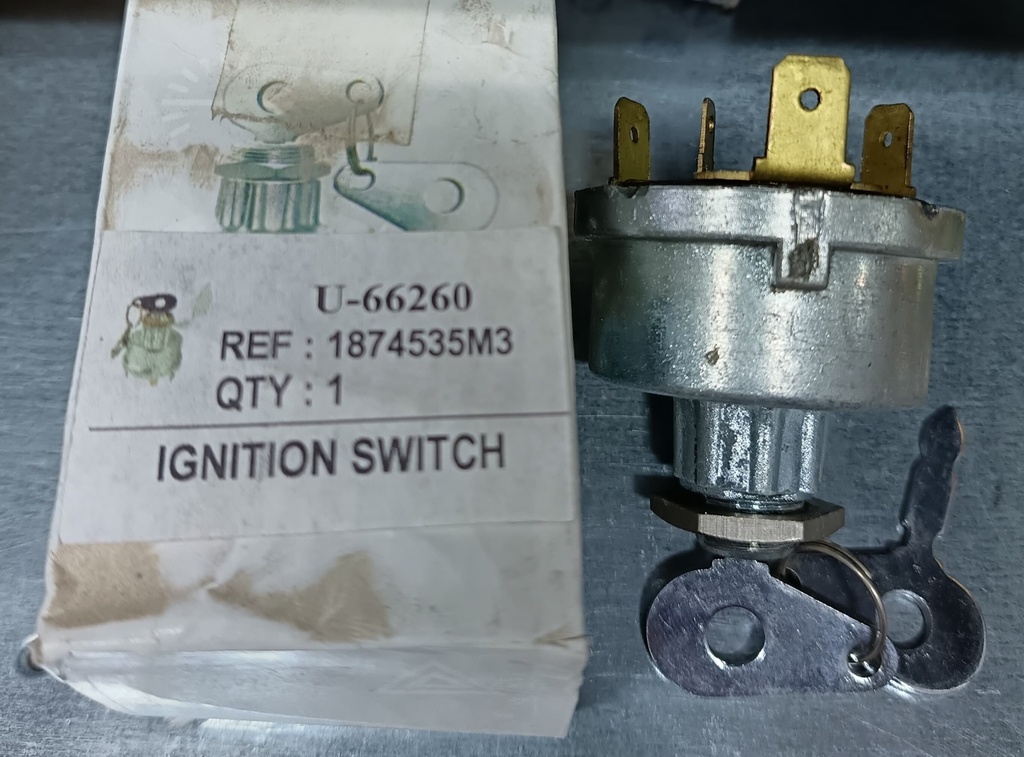 U-66260
REF : 1874535M3
QTY : 1
IGNITION SWITCH